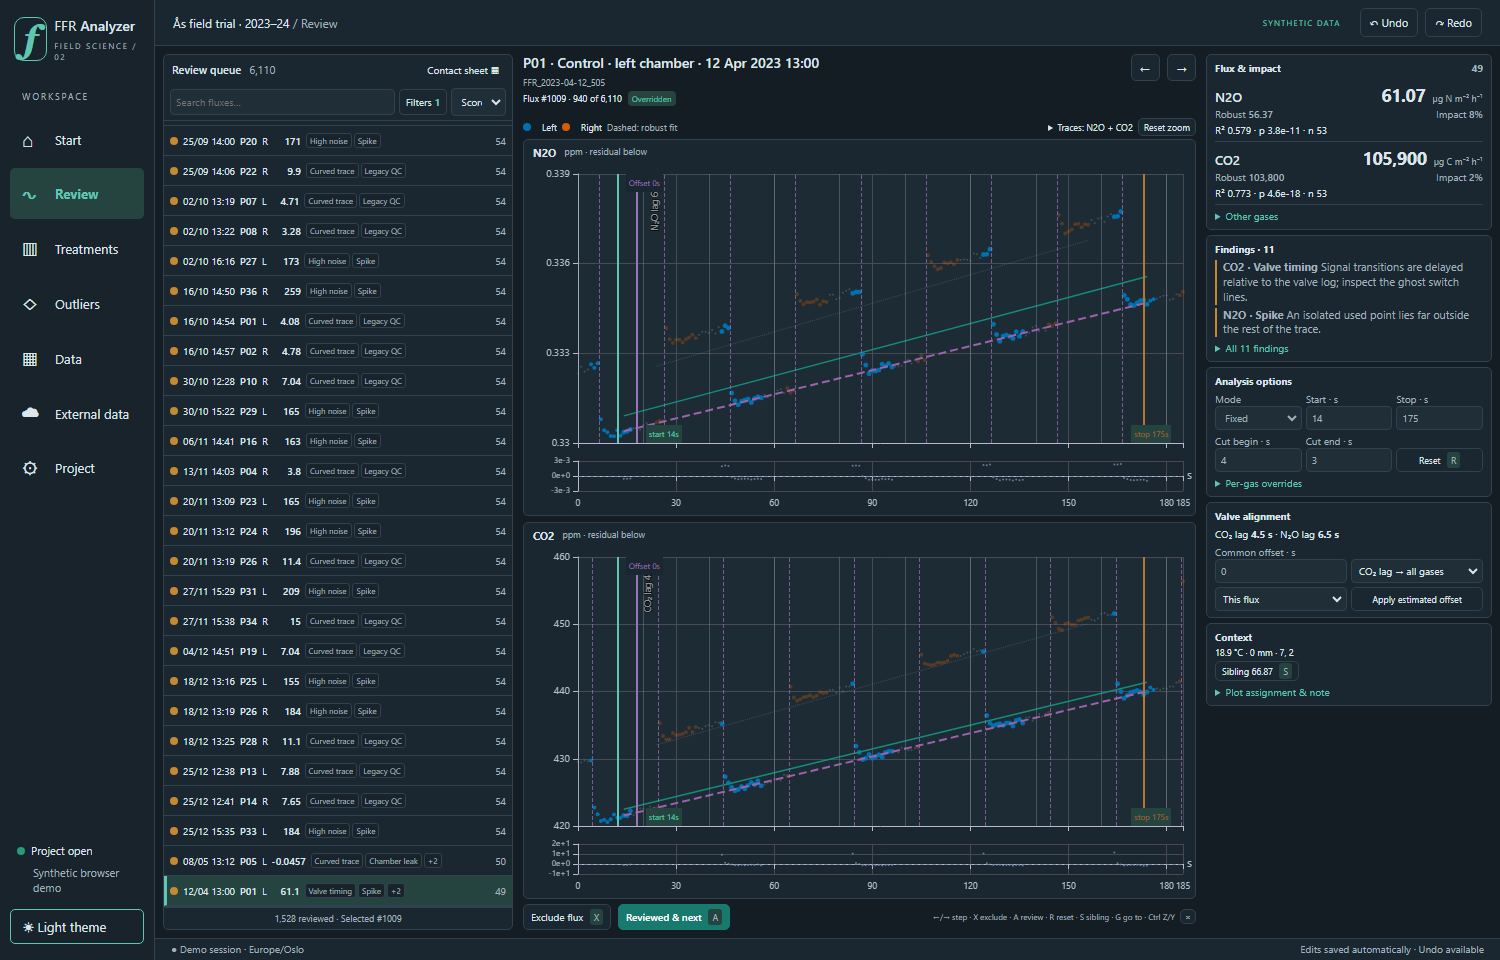 FFR Analyzer
FIELD SCIENCE /
02
WORKSPACE
Start
Review
Treatments
Outliers
Data
External data
Project
Project open
Synthetic browser
demo
Light theme
Ås field trial · 2023–24 / Review
SYNTHETIC DATA
Undo
Redo
Review queue 6,110
Contact sheet
Search fluxes...
Filters 1
Scor
25/09 14:00 P20 R 171 High noise Spike 54
25/09 14:06 P22 R 9.9 Curved trace Legacy QC 54
02/10 13:19 P07 L 4.71 Curved trace Legacy QC 54
02/10 13:22 P08 R 3.28 Curved trace Legacy QC 54
02/10 16:16 P27 L 173 High noise Spike 54
16/10 14:50 P36 R 259 High noise Spike 54
16/10 14:54 P01 L 4.08 Curved trace Legacy QC 54
16/10 14:57 P02 L 4.78 Curved trace Legacy QC 54
30/10 12:28 P10 R 7.04 Curved trace Legacy QC 54
30/10 15:22 P29 L 165 High noise Spike 54
06/11 14:41 P16 R 163 High noise Spike 54
13/11 14:03 P04 R 3.8 Curved trace Legacy QC 54
20/11 13:09 P23 L 165 High noise Spike 54
20/11 13:12 P24 R 196 High noise Spike 54
20/11 13:19 P26 R 11.4 Curved trace Legacy QC 54
27/11 15:29 P31 L 209 High noise Spike 54
27/11 15:38 P34 R 15 Curved trace Legacy QC 54
04/12 14:51 P19 L 7.04 Curved trace Legacy QC 54
18/12 13:16 P25 L 155 High noise Spike 54
18/12 13:19 P26 R 184 High noise Spike 54
18/12 13:25 P28 R 11.1 Curved trace Legacy QC 54
25/12 12:38 P13 L 7.88 Curved trace Legacy QC 54
25/12 12:41 P14 R 7.65 Curved trace Legacy QC 54
25/12 15:35 P33 L 184 High noise Spike 54
08/05 13:12 P05 L -0.0457 Curved trace Chamber leak +2 50
12/04 13:00 P01 L 61.1 Valve timing Spike +2 49
1,528 reviewed · Selected #1009
P01 · Control · left chamber · 12 Apr 2023 13:00
← →
FFR_2023-04-12_505
Flux #1009 · 940 of 6,110 Overridden
Left Right Dashed: robust fit
Traces: N2O + CO2 Reset zoom
N2O ppm · residual below
0.339
0.336
0.333
0.33
Offset 0s
N₂O lag 6
start 14s
stop 175s
3e-3
0e+0
-3e-3
s
0 30 60 90 120 150 180 185
CO2 ppm · residual below
460
450
440
430
420
Offset 0s
CO₂ lag 4
start 14s
stop 175s
2e+1
1e+1
0e+0
-1e+1
s
0 30 60 90 120 150 180 185
Exclude flux X
Reviewed & next A
←/→ step · X exclude · A review · R reset · S sibling · G go to · Ctrl Z/Y ×
Flux & impact 49
N2O 61.07 µg N m⁻² h⁻¹
Robust 56.37 Impact 8%
R² 0.579 · p 3.8e-11 · n 53
CO2 105,900 µg C m⁻² h⁻¹
Robust 103,800 Impact 2%
R² 0.773 · p 4.6e-18 · n 53
Other gases
Findings · 11
CO2 · Valve timing Signal transitions are delayed
relative to the valve log; inspect the ghost switch
lines.
N2O · Spike An isolated used point lies far outside
the rest of the trace.
All 11 findings
Analysis options
Mode Start · s Stop · s
Fixed 14 175
Cut begin · s Cut end · s
4 3 Reset R
Per-gas overrides
Valve alignment
CO₂ lag 4.5 s · N₂O lag 6.5 s
Common offset · s
0 CO₂ lag → all gases
This flux Apply estimated offset
Context
18.9 °C · 0 mm · 7, 2
Sibling 66.87 S
Plot assignment & note
Demo session · Europe/Oslo
Edits saved automatically · Undo available